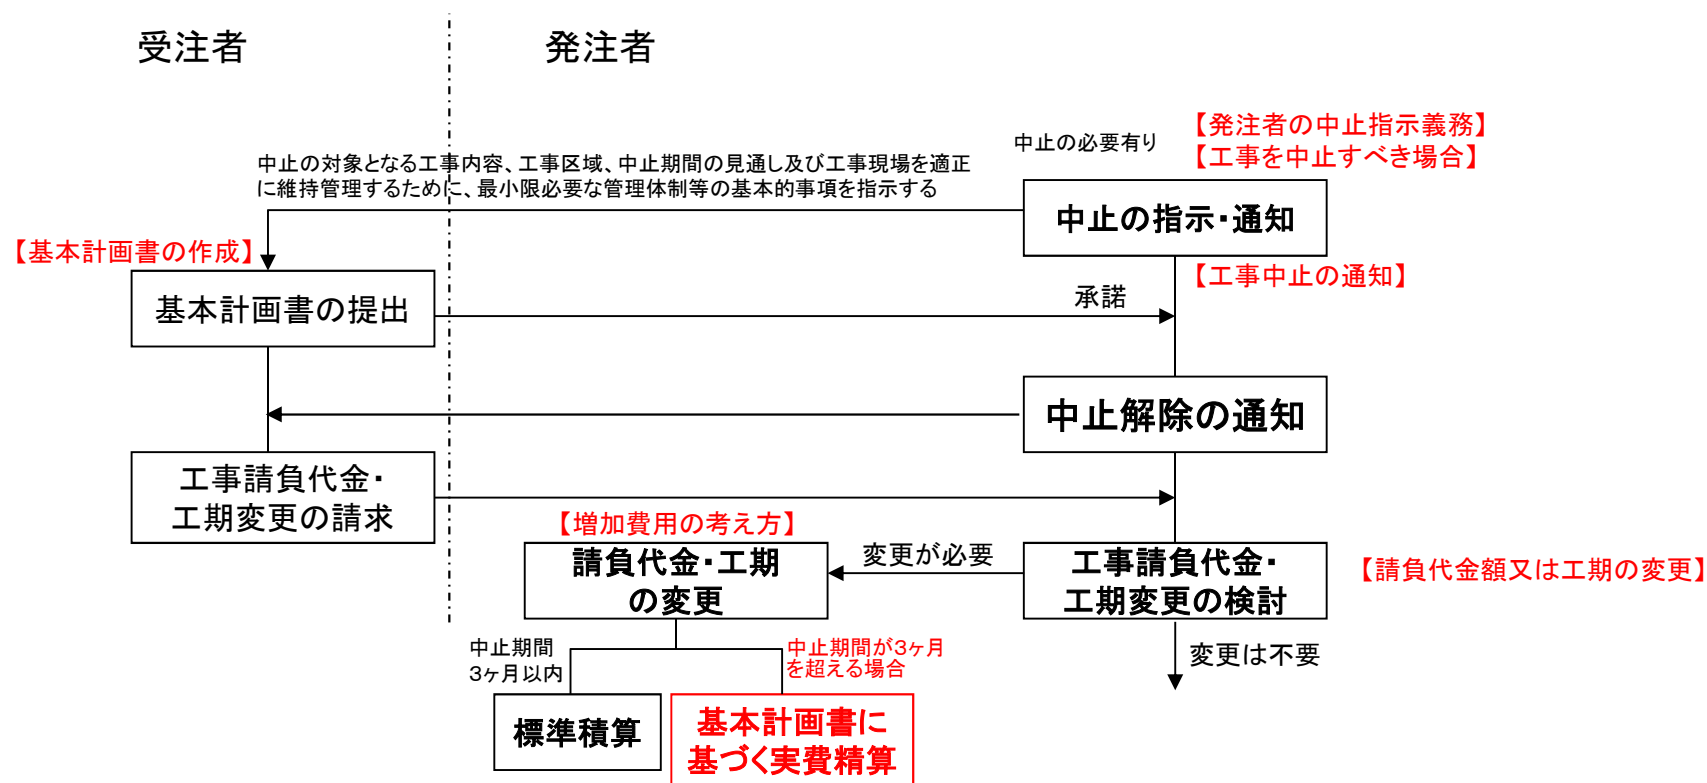 受注者
発注者
中止の必要有り
【発注者の中止指示義務】
【工事を中止すべき場合】
中止の対象となる工事内容、工事区域、中止期間の見通し及び工事現場を適正
に維持管理するために、最小限必要な管理体制等の基本的事項を指示する
中止の指示・通知
【基本計画書の作成】
【工事中止の通知】
基本計画書の提出
承諾
中止解除の通知
工事請負代金・
工期変更の請求
【増加費用の考え方】
請負代金・工期
の変更
変更が必要
工事請負代金・
工期変更の検討
【請負代金額又は工期の変更】
中止期間
3ヶ月以内
中止期間が3ヶ月
を超える場合
変更は不要
標準積算
基本計画書に
基づく実費精算